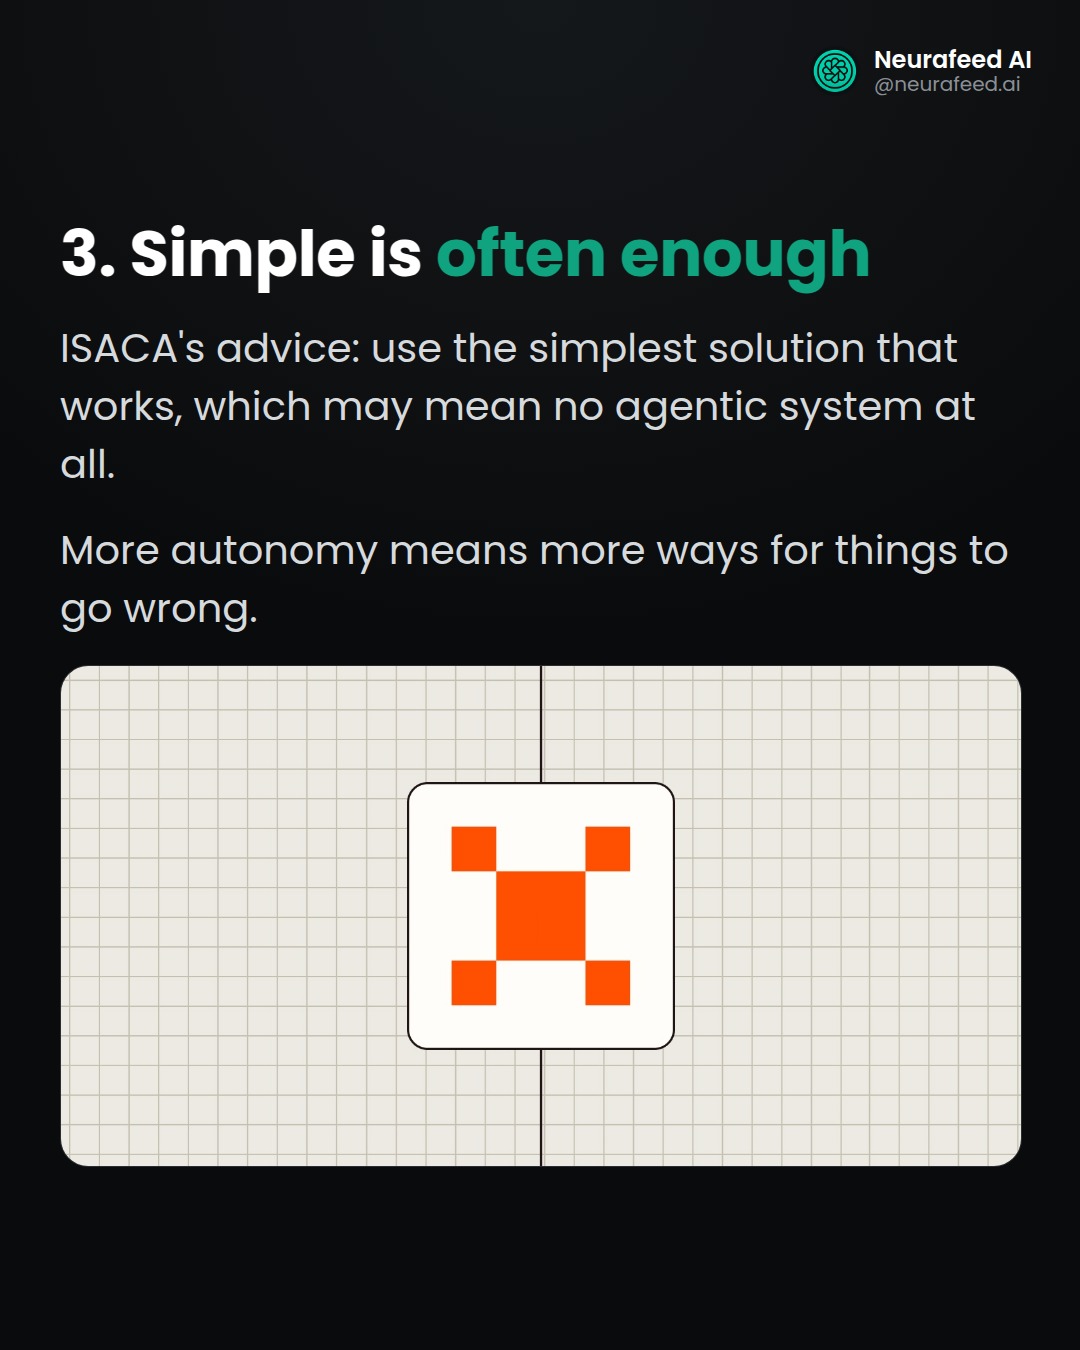 Neurafeed AI
@neurafeed.ai
3. Simple is often enough
ISACA's advice: use the simplest solution that
works, which may mean no agentic system at
all.
More autonomy means more ways for things to
go wrong.